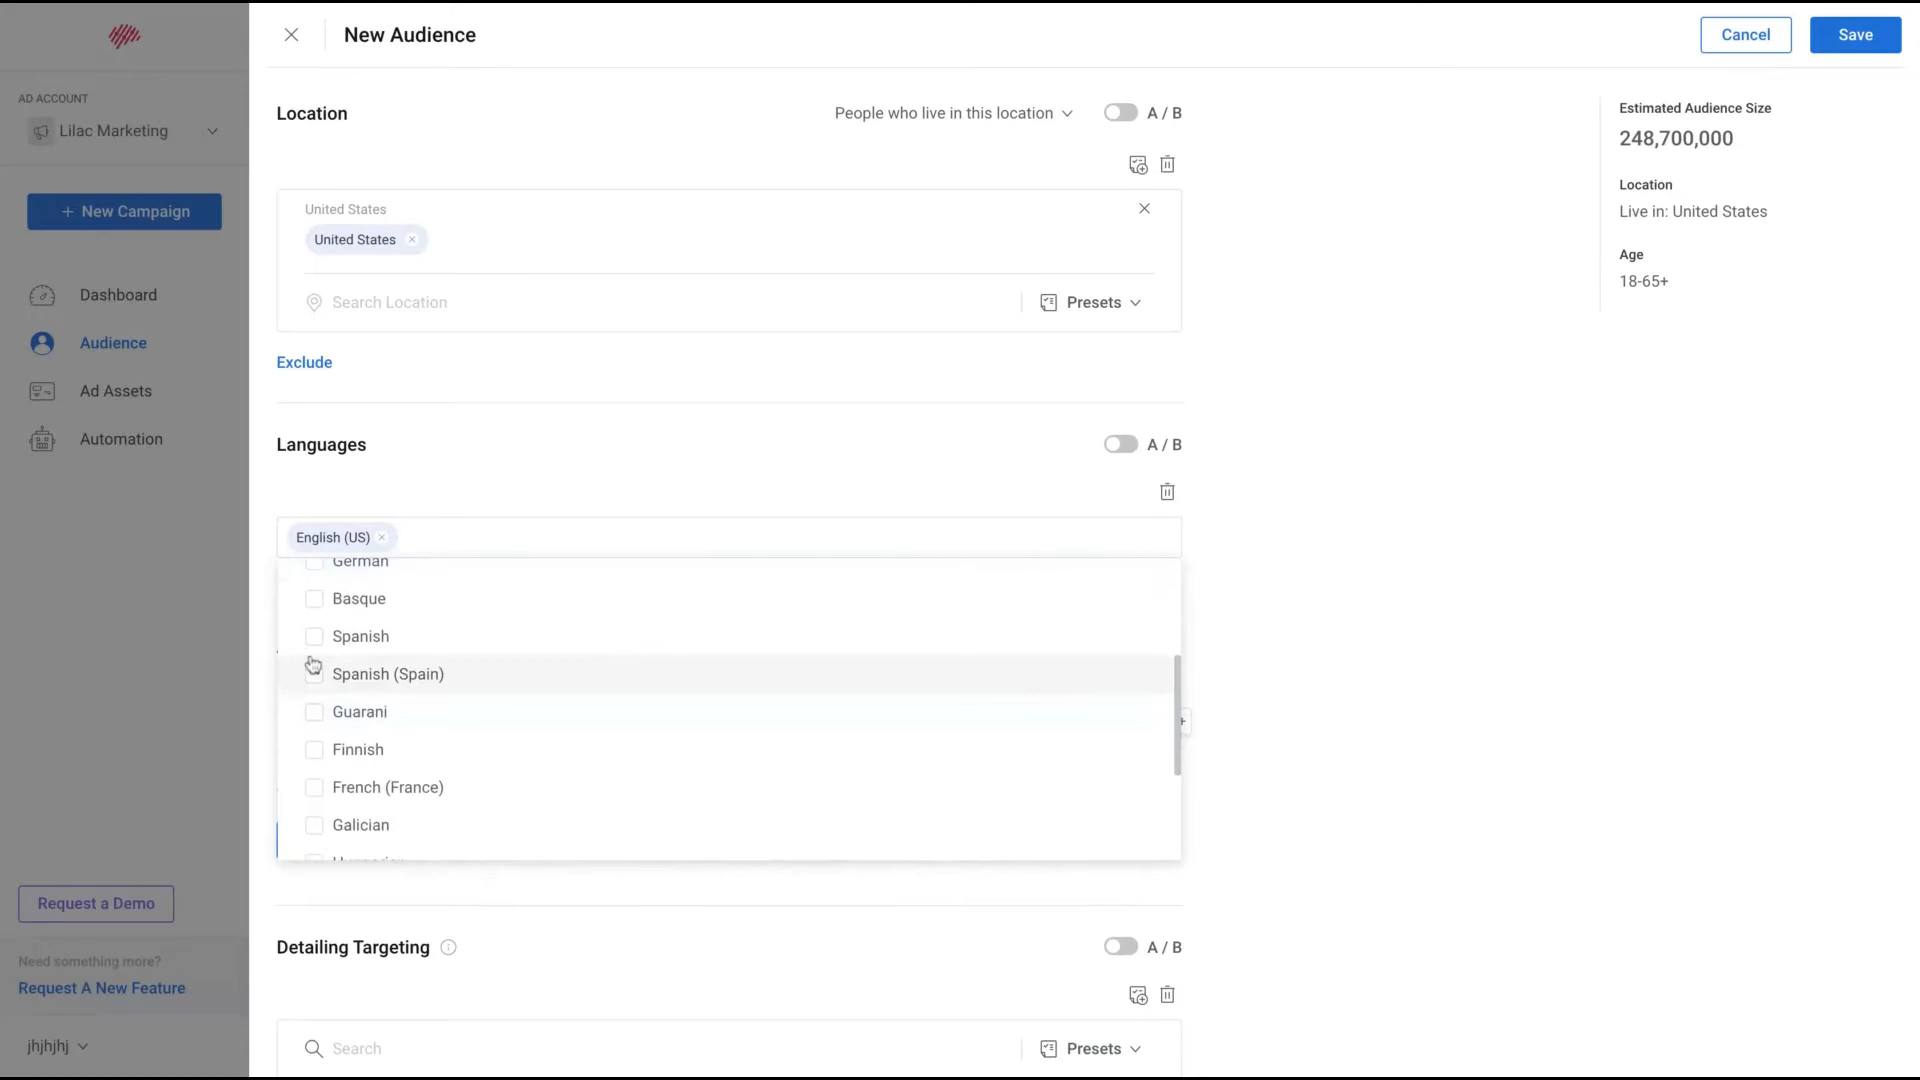 New Audience
Cancel
Save
AD ACCOUNT
Lilac Marketing
+ New Campaign
Dashboard
Audience
Ad Assets
Automation
Request a Demo
Need something more?
Request A New Feature
jhjhjhj
Location
People who live in this location
A / B
United States
United States
Search Location
Presets
Exclude
Languages
A / B
English (US)
German
Basque
Spanish
Spanish (Spain)
Guarani
Finnish
French (France)
Galician
Detailing Targeting
A / B
Search
Presets
Estimated Audience Size
248,700,000
Location
Live in: United States
Age
18-65+